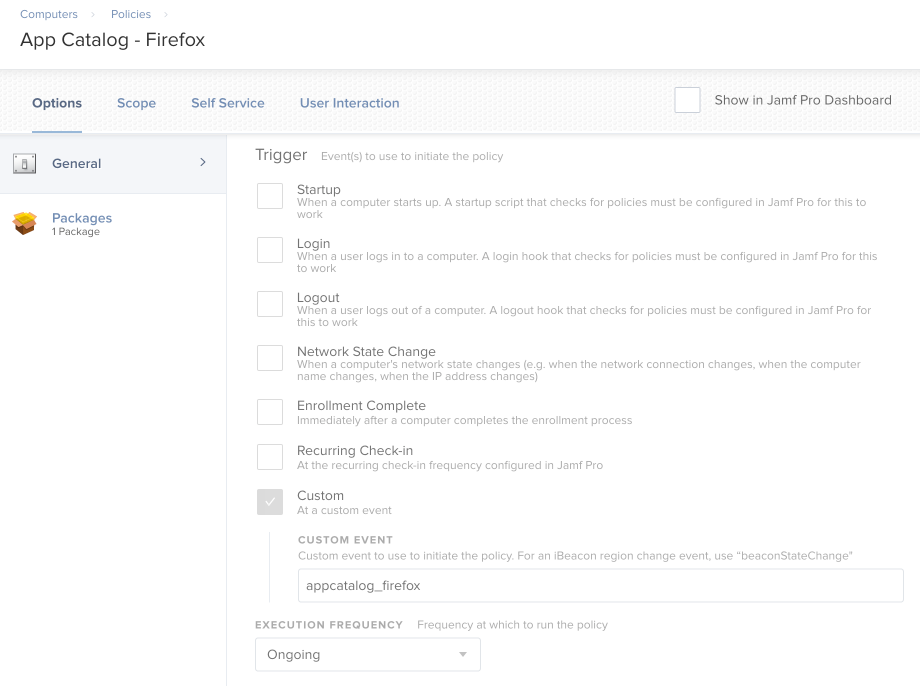 Computers > Policies >
App Catalog - Firefox
Options Scope Self Service User Interaction Show in Jamf Pro Dashboard
General
Packages
1 Package
Trigger Event(s) to use to initiate the policy
Startup
When a computer starts up. A startup script that checks for policies must be configured in Jamf Pro for this to
work
Login
When a user logs in to a computer. A login hook that checks for policies must be configured in Jamf Pro for this
to work
Logout
When a user logs out of a computer. A logout hook that checks for policies must be configured in Jamf Pro for
this to work
Network State Change
When a computer's network state changes (e.g. when the network connection changes, when the computer
name changes, when the IP address changes)
Enrollment Complete
Immediately after a computer completes the enrollment process
Recurring Check-in
At the recurring check-in frequency configured in Jamf Pro
Custom
At a custom event
CUSTOM EVENT
Custom event to use to initiate the policy. For an iBeacon region change event, use “beaconStateChange”
appcatalog_firefox
EXECUTION FREQUENCY Frequency at which to run the policy
Ongoing